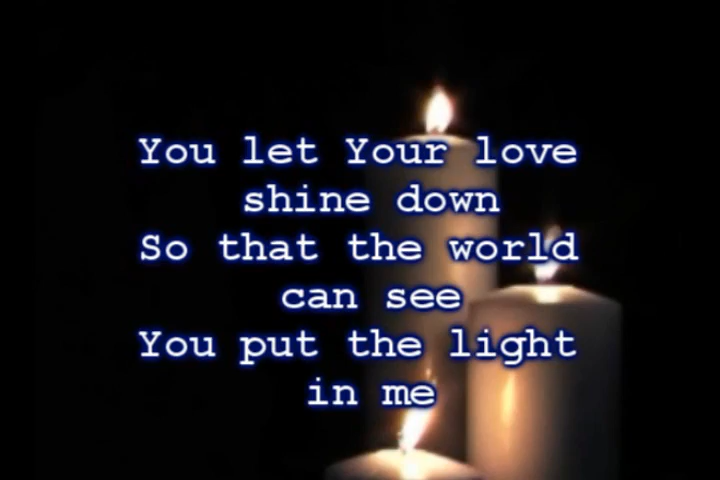 You let Your love
shine down
So that the world
can see
You put the light
in me